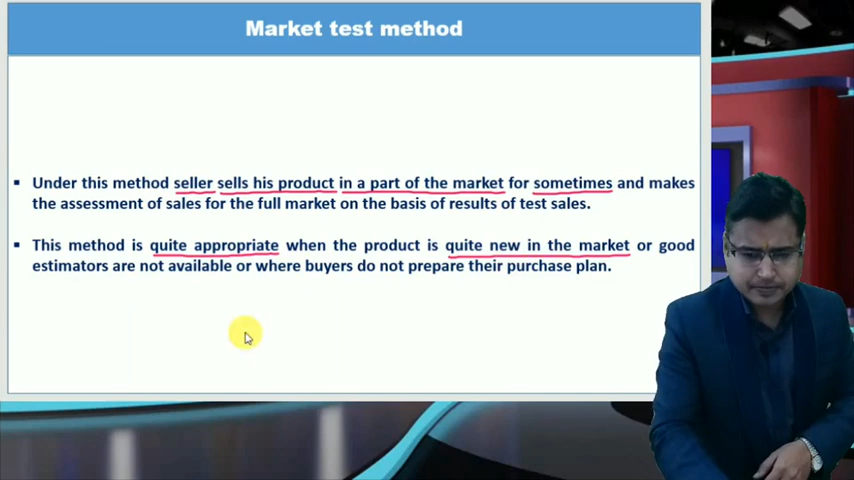 Market test method
▪ Under this method seller sells his product in a part of the market for sometimes and makes
the assessment of sales for the full market on the basis of results of test sales.
▪ This method is quite appropriate when the product is quite new in the market or good
estimators are not available or where buyers do not prepare their purchase plan.